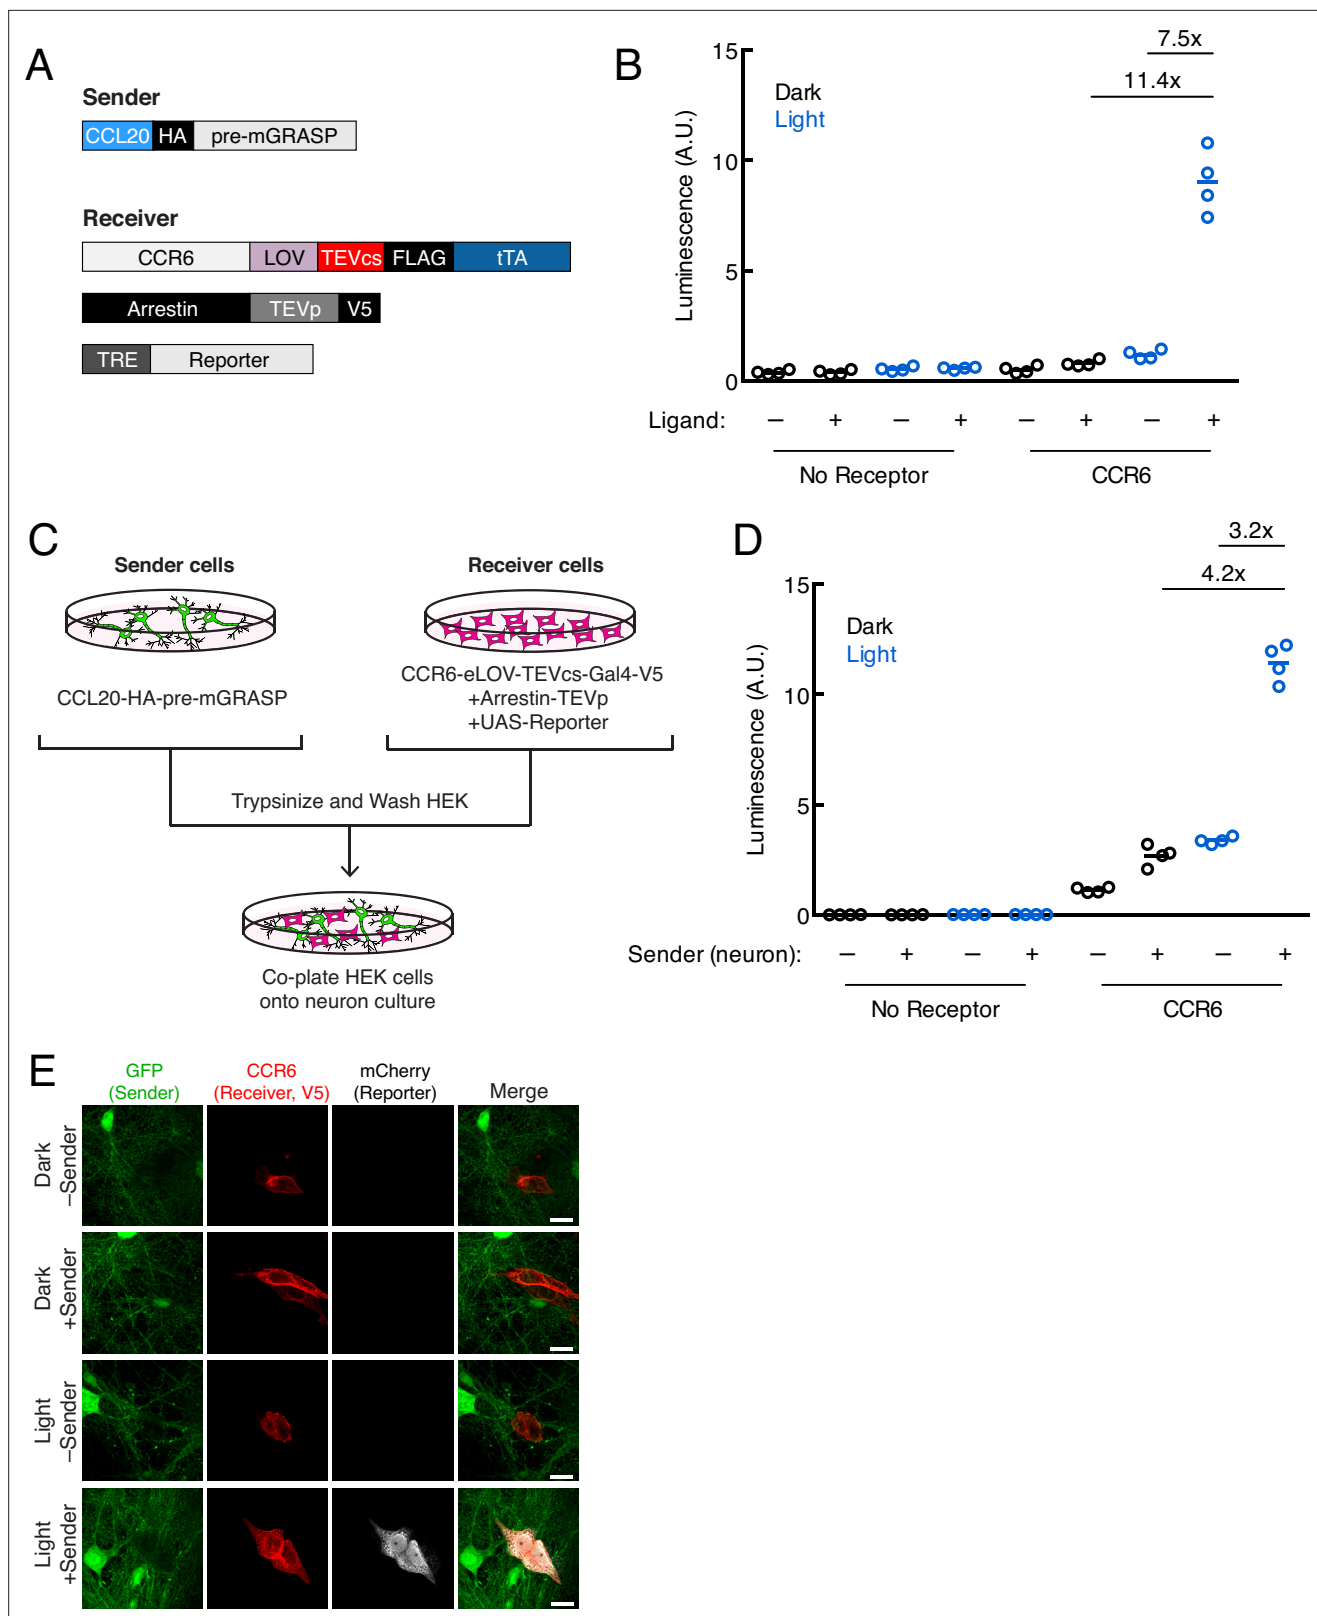 A
Sender
CCL20 HA pre-mGRASP
Receiver
CCR6 LOV TEVcs FLAG tTA
Arrestin TEVp V5
TRE Reporter
B
7.5x
11.4x
15
10
5
0
Luminescence (A.U.)
Dark
Light
Ligand: – + – + – + – +
No Receptor CCR6
C
Sender cells Receiver cells
CCL20-HA-pre-mGRASP
CCR6-eLOV-TEVcs-Gal4-V5
+Arrestin-TEVp
+UAS-Reporter
Trypsinize and Wash HEK
Co-plate HEK cells
onto neuron culture
D
3.2x
4.2x
15
10
5
0
Luminescence (A.U.)
Dark
Light
Sender (neuron): – + – + – + – +
No Receptor CCR6
E
GFP
(Sender)
CCR6
(Receiver, V5)
mCherry
(Reporter)
Merge
Dark
–Sender
Dark
+Sender
Light
–Sender
Light
+Sender